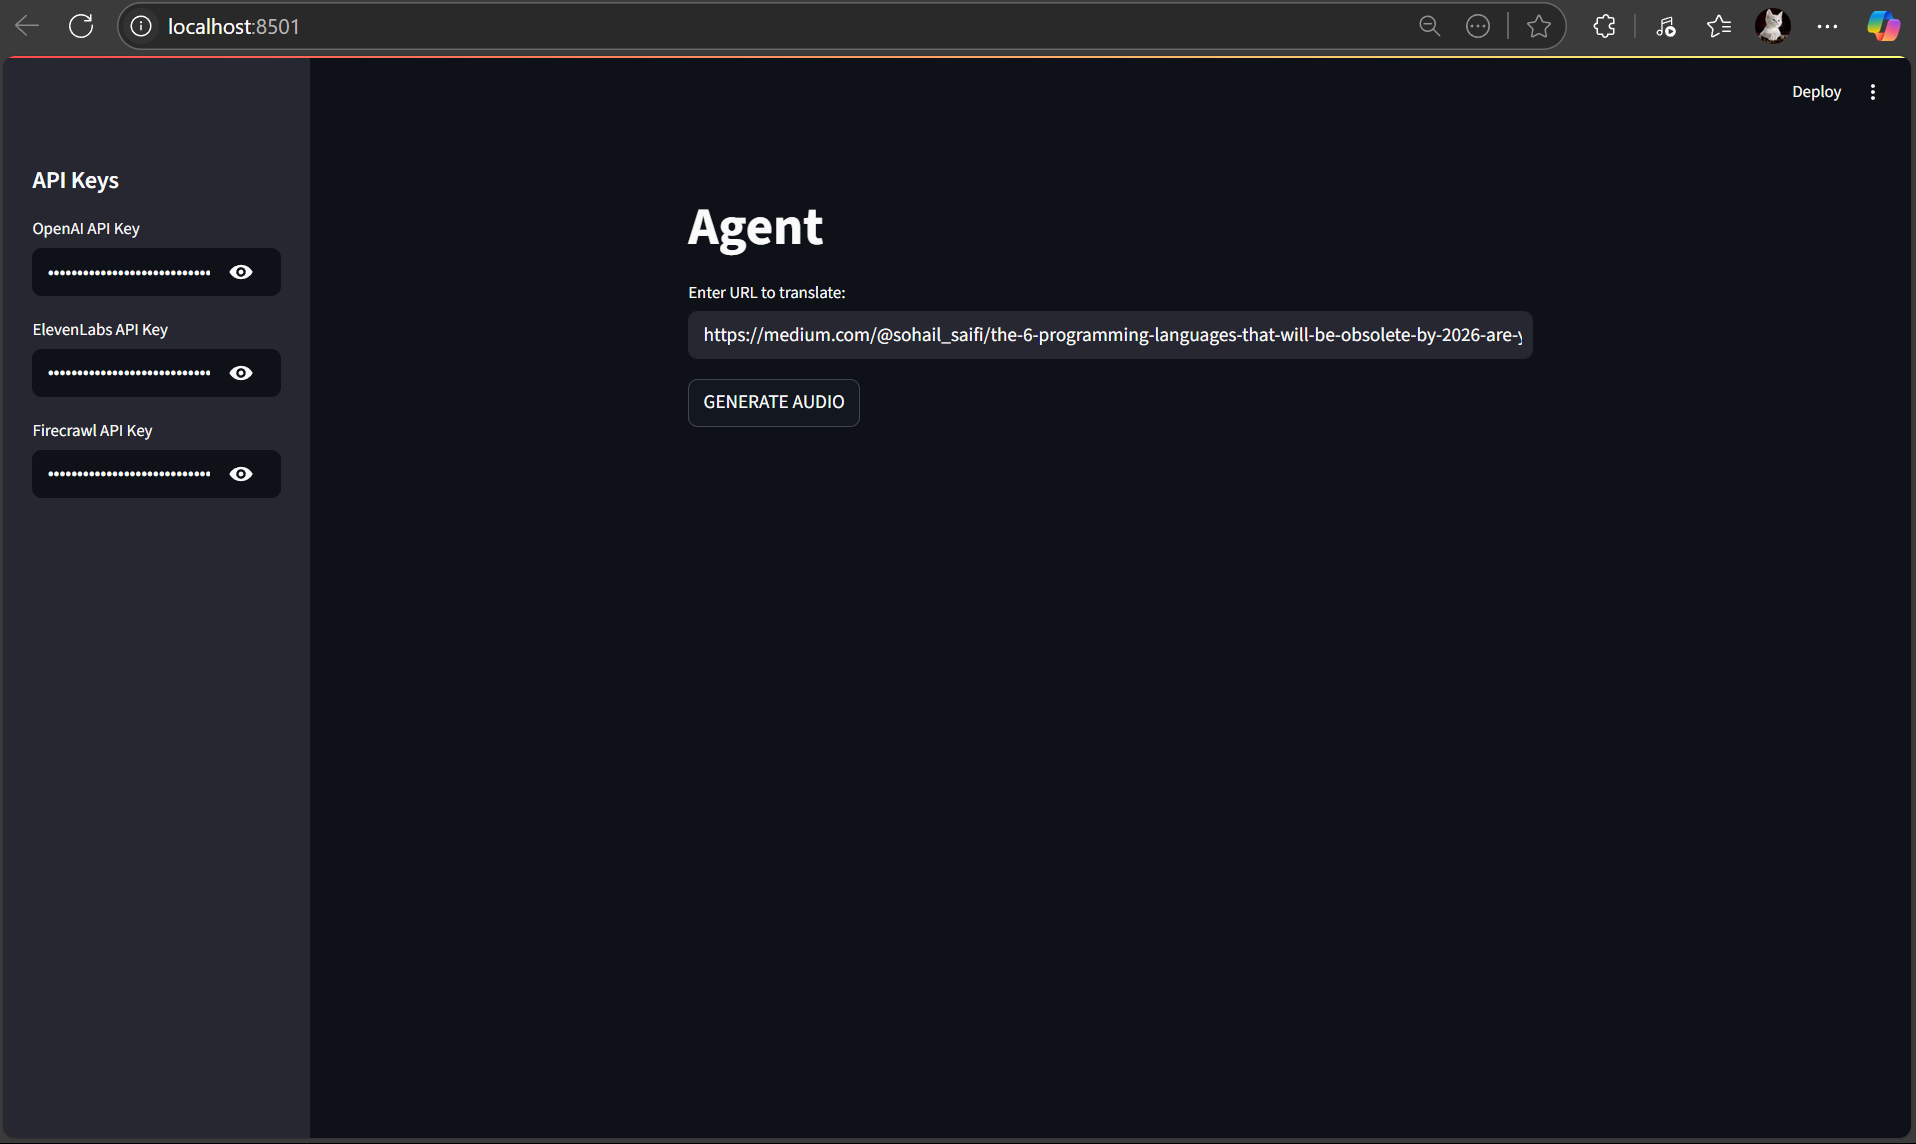 localhost:8501
Deploy
API Keys
OpenAI API Key
ElevenLabs API Key
Firecrawl API Key
Agent
Enter URL to translate:
https://medium.com/@sohail_saifi/the-6-programming-languages-that-will-be-obsolete-by-2026-are-y
GENERATE AUDIO